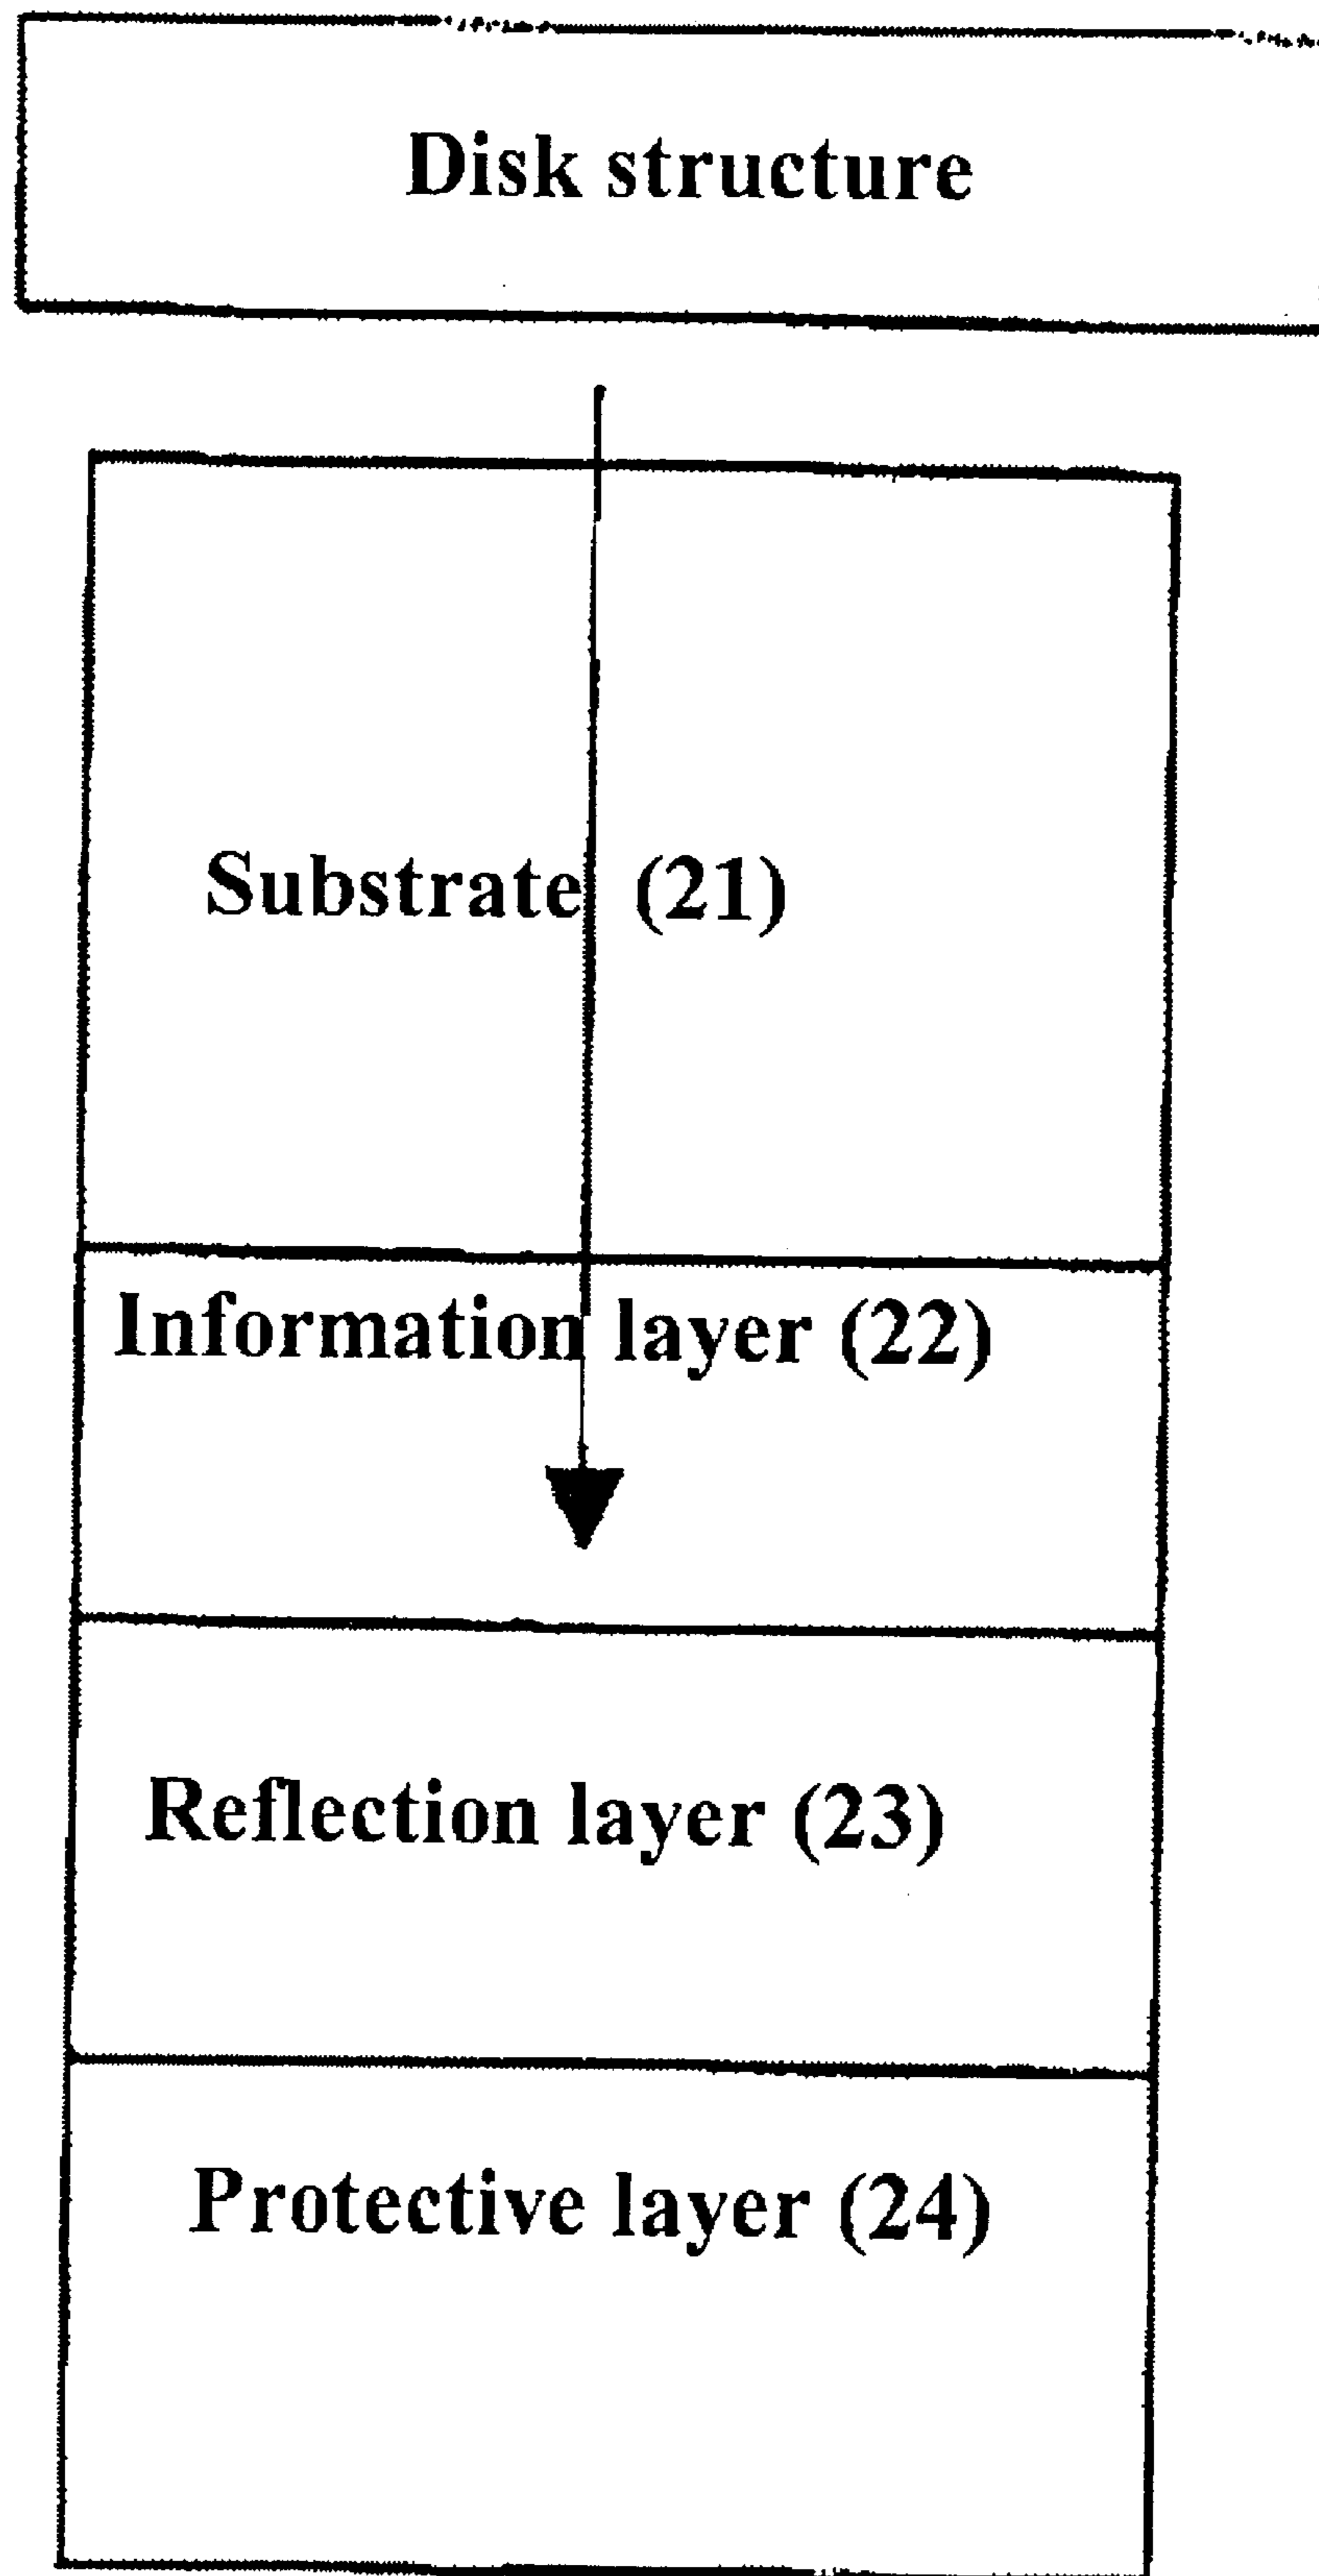 Disk structure
Substrate (21)
Information layer (22)
Reflection layer (23)
Protective layer (24)